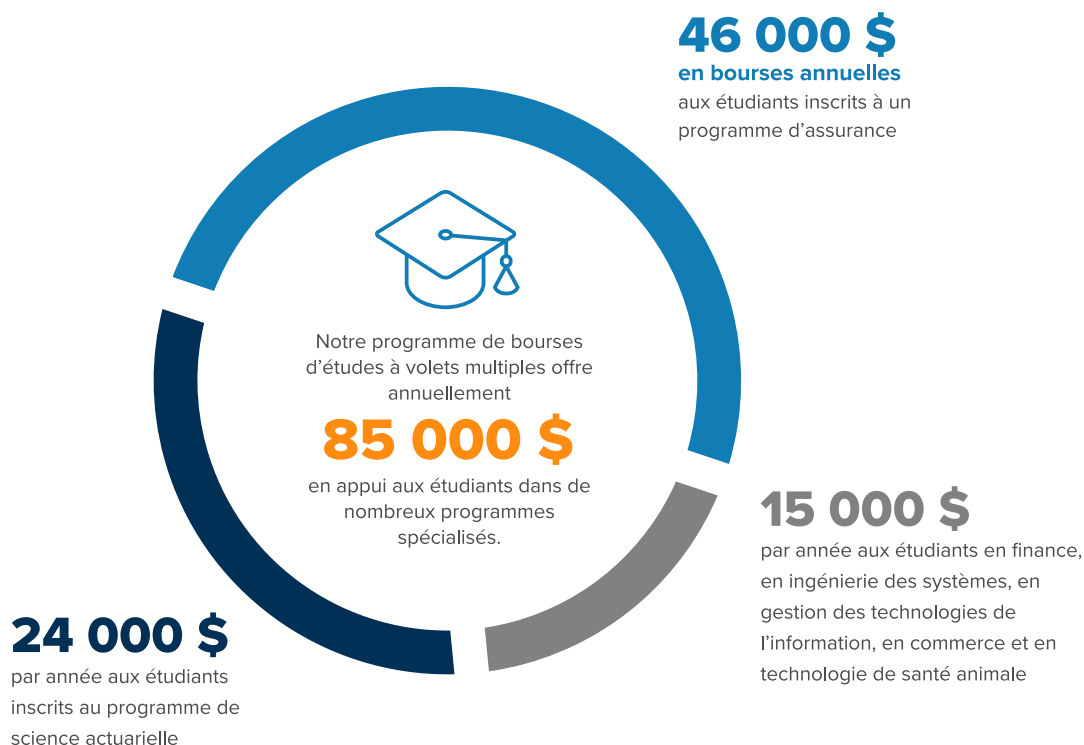 46 000 $
en bourses annuelles
aux étudiants inscrits à un
programme d’assurance
Notre programme de bourses
d’études à volets multiples offre
annuellement
85 000 $
en appui aux étudiants dans de
nombreux programmes
spécialisés.
15 000 $
par année aux étudiants en finance,
en ingénierie des systèmes, en
gestion des technologies de
l’information, en commerce et en
technologie de santé animale
24 000 $
par année aux étudiants
inscrits au programme de
science actuarielle